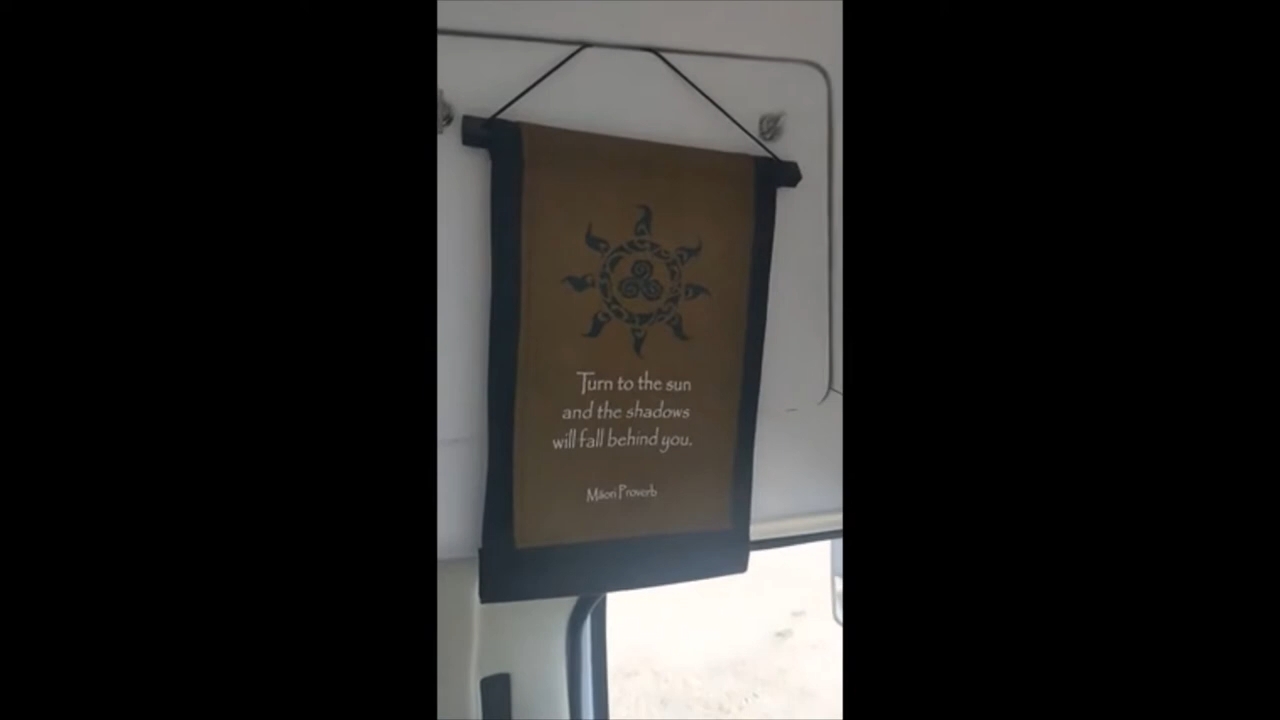 Turn to the sun
and the shadows
will fall behind you.
Māori Proverb